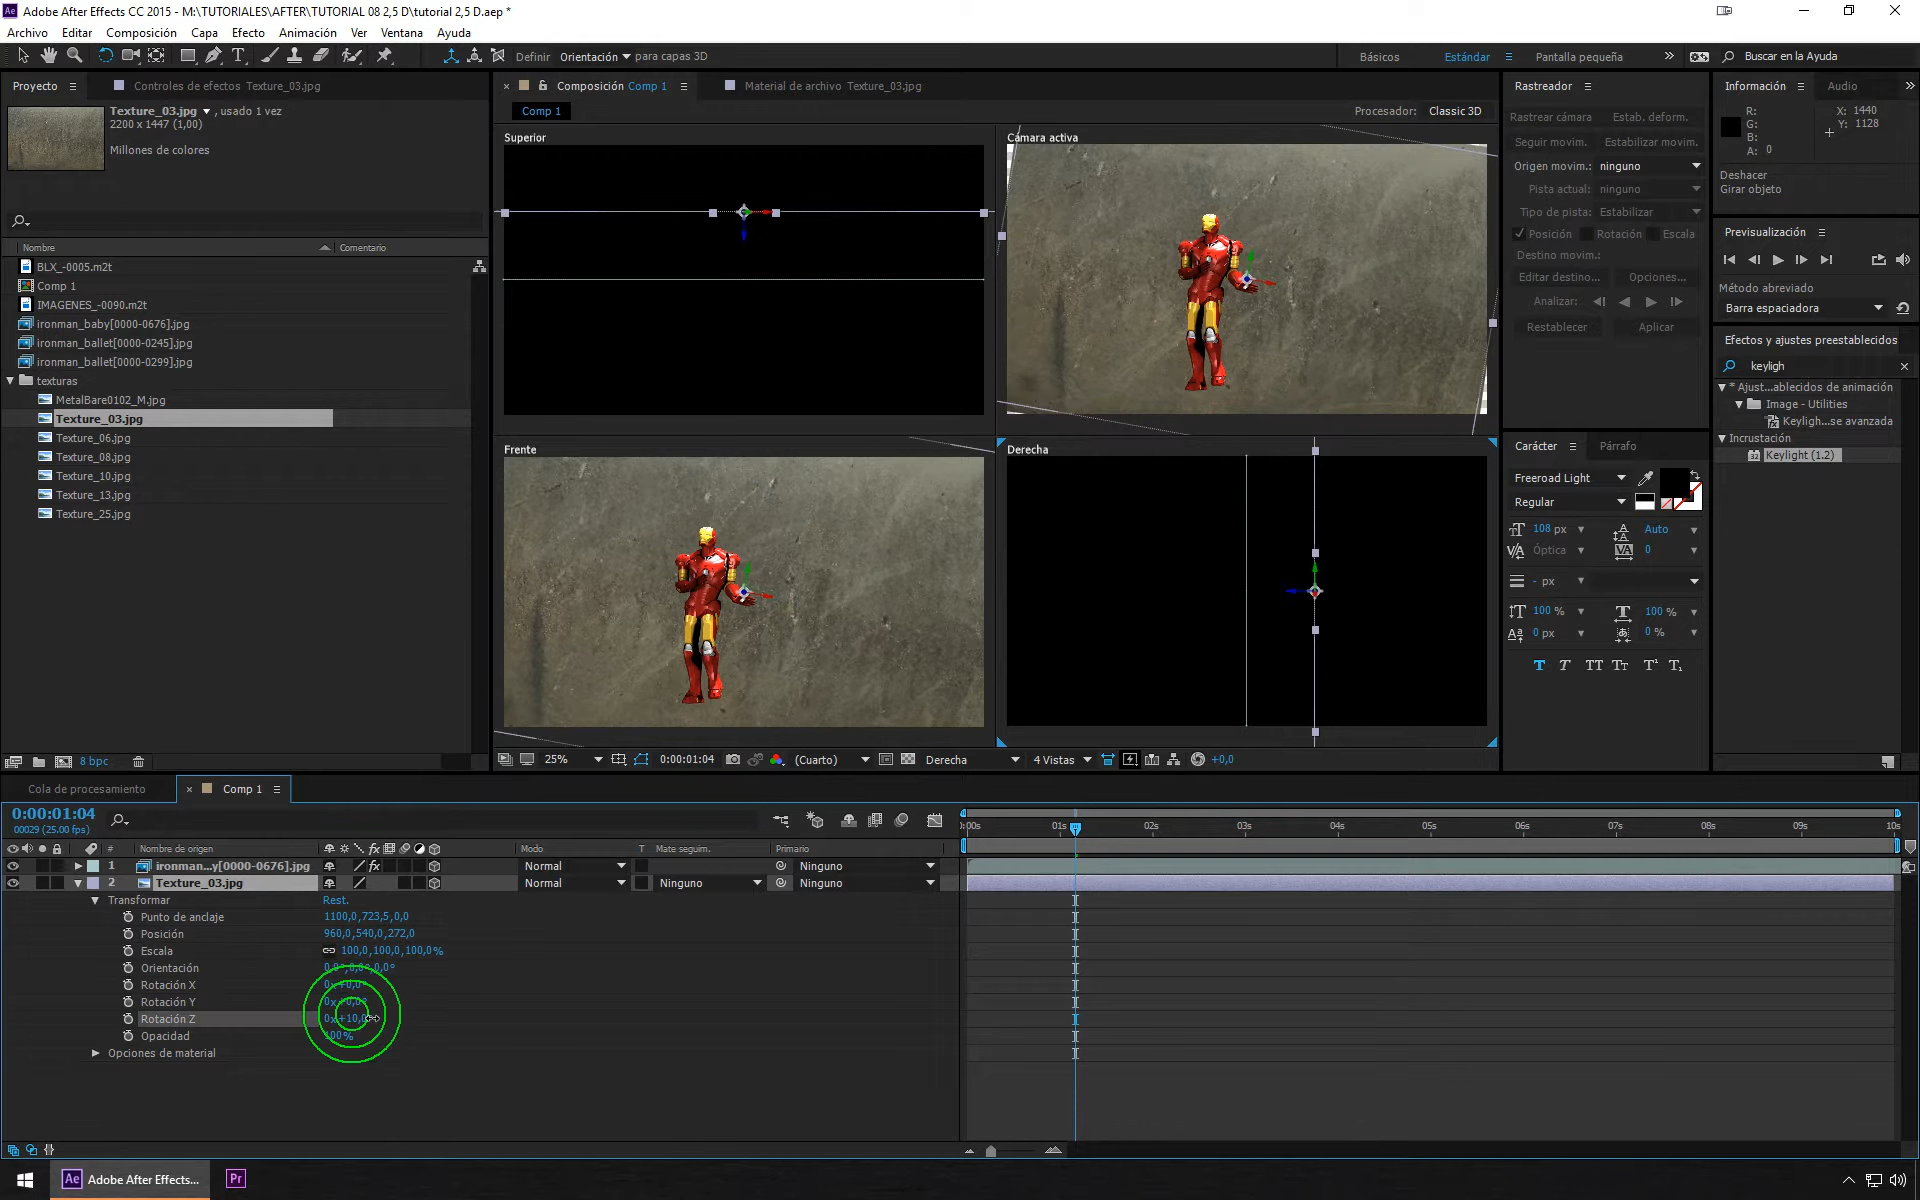 Adobe After Effects CC 2015 - M:\TUTORIALES\AFTER\TUTORIAL 08 2,5 D\tutorial 2,5 D.aep *
Archivo Editar Composición Capa Efecto Animación Ver Ventana Ayuda
Definir Orientación para capas 3D Básicos Estándar Pantalla pequeña Buscar en la Ayuda
Proyecto Controles de efectos Texture_03.jpg
Texture_03.jpg , usado 1 vez
2200 x 1447 (1,00)
Millones de colores
Nombre Comentario
BLX_-0005.m2t
Comp 1
IMAGENES_-0090.m2t
ironman_baby[0000-0676].jpg
ironman_ballet[0000-0245].jpg
ironman_ballet[0000-0299].jpg
texturas
MetalBare0102_M.jpg
Texture_03.jpg
Texture_06.jpg
Texture_08.jpg
Texture_10.jpg
Texture_13.jpg
Texture_25.jpg
8 bpc
Composición Comp 1 Material de archivo Texture_03.jpg
Comp 1 Procesador: Classic 3D
Superior Cámara activa
Frente Derecha
25% 0:00:01:04 (Cuarto) Derecha 4 Vistas +0,0
Rastreador
Rastrear cámara Estab. deform.
Seguir movim. Estabilizar movim.
Origen movim.: ninguno
Pista actual: ninguno
Tipo de pista: Estabilizar
Posición Rotación Escala
Destino movim.:
Editar destino... Opciones...
Analizar:
Restablecer Aplicar
Carácter Párrafo
Freeroad Light
Regular
108 px Auto
Óptica 0
- px
100 % 100 %
0 px 0 %
T T TT Tт T¹ T₁
Información Audio
R: X: 1440
G: Y: 1128
B:
A: 0
Deshacer
Girar objeto
Previsualización
Método abreviado
Barra espaciadora
Efectos y ajustes preestablecidos
keyligh
* Ajust...ablecidos de animación
Image - Utilities
Keyligh...se avanzada
Incrustación
Keylight (1.2)
Cola de procesamiento Comp 1
0:00:01:04
00029 (25.00 fps)
# Nombre de origen Modo T Mate seguim. Primario
1 ironman...y[0000-0676].jpg Normal Ninguno
2 Texture_03.jpg Normal Ninguno Ninguno
Transformar Rest.
Punto de anclaje 1100,0,723,5,0,0
Posición 960,0,540,0,272,0
Escala 100,0,100,0,100,0%
Orientación 0,0°,0,0°,0,0°
Rotación X 0x+0,0°
Rotación Y 0x+0,0°
Rotación Z 0x+10,0
Opacidad 100%
Opciones de material
:00s 01s 02s 03s 04s 05s 06s 07s 08s 09s 10s
Ae Adobe After Effects... Pr